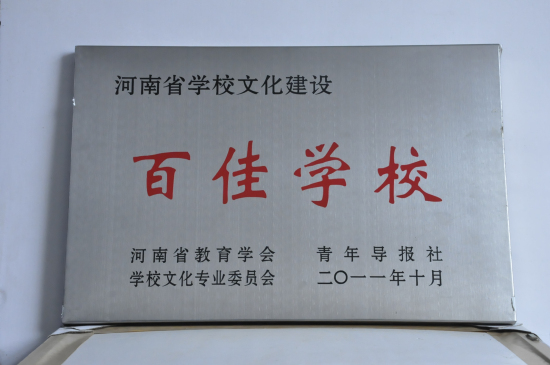 河南省学校文化建设
百佳学校
河南省教育学会 青年导报社
学校文化专业委员会 二〇一一年十月